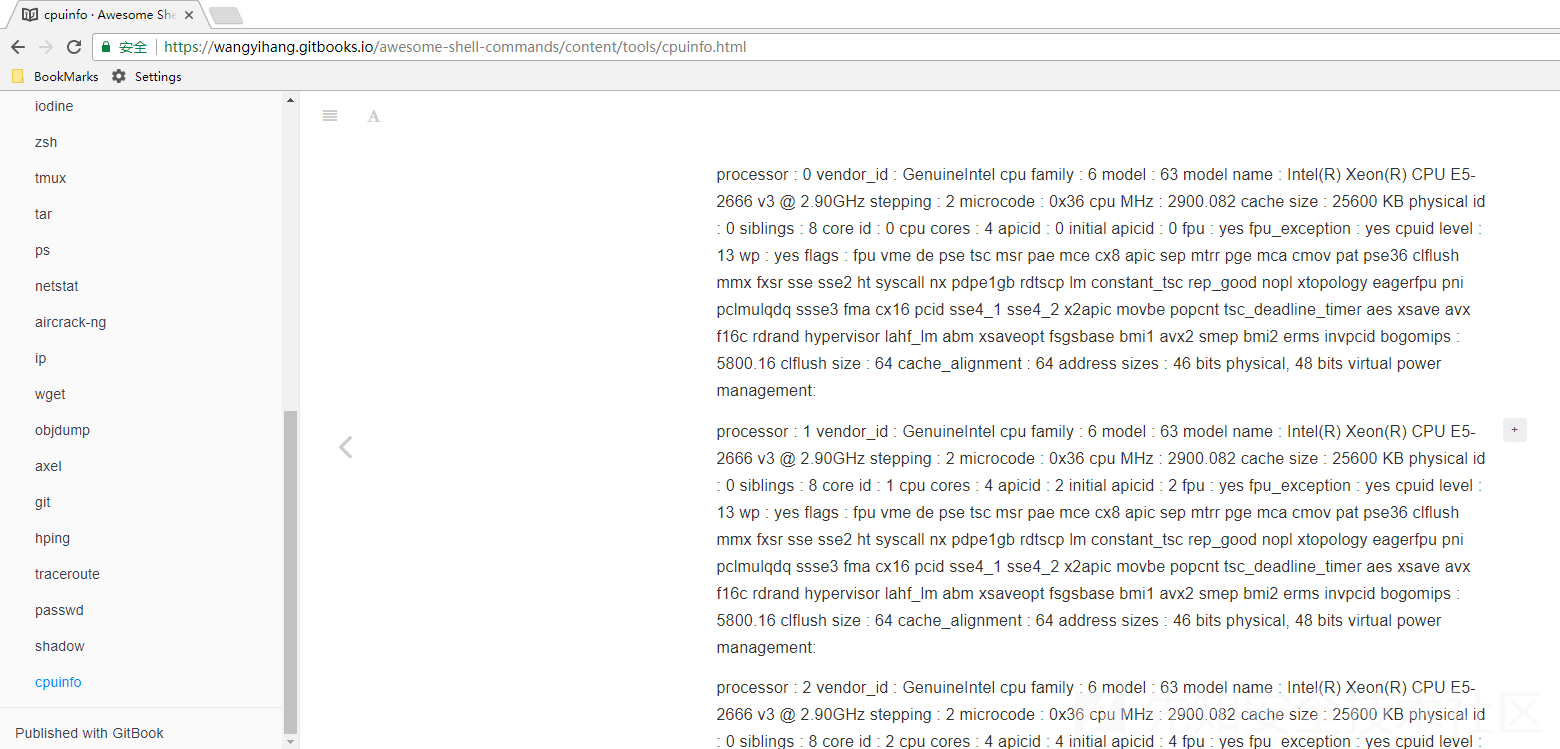 cpuinfo · Awesome She
安全 https://wangyihang.gitbooks.io/awesome-shell-commands/content/tools/cpuinfo.html
BookMarks Settings
iodine
zsh
tmux
tar
ps
netstat
aircrack-ng
ip
wget
objdump
axel
git
hping
traceroute
passwd
shadow
cpuinfo
Published with GitBook
A
processor : 0 vendor_id : GenuineIntel cpu family : 6 model : 63 model name : Intel(R) Xeon(R) CPU E5-
2666 v3 @ 2.90GHz stepping : 2 microcode : 0x36 cpu MHz : 2900.082 cache size : 25600 KB physical id
: 0 siblings : 8 core id : 0 cpu cores : 4 apicid : 0 initial apicid : 0 fpu : yes fpu_exception : yes cpuid level :
13 wp : yes flags : fpu vme de pse tsc msr pae mce cx8 apic sep mtrr pge mca cmov pat pse36 clflush
mmx fxsr sse sse2 ht syscall nx pdpe1gb rdtscp lm constant_tsc rep_good nopl xtopology eagerfpu pni
pclmulqdq ssse3 fma cx16 pcid sse4_1 sse4_2 x2apic movbe popcnt tsc_deadline_timer aes xsave avx
f16c rdrand hypervisor lahf_lm abm xsaveopt fsgsbase bmi1 avx2 smep bmi2 erms invpcid bogomips :
5800.16 clflush size : 64 cache_alignment : 64 address sizes : 46 bits physical, 48 bits virtual power
management:
processor : 1 vendor_id : GenuineIntel cpu family : 6 model : 63 model name : Intel(R) Xeon(R) CPU E5-
2666 v3 @ 2.90GHz stepping : 2 microcode : 0x36 cpu MHz : 2900.082 cache size : 25600 KB physical id
: 0 siblings : 8 core id : 1 cpu cores : 4 apicid : 2 initial apicid : 2 fpu : yes fpu_exception : yes cpuid level :
13 wp : yes flags : fpu vme de pse tsc msr pae mce cx8 apic sep mtrr pge mca cmov pat pse36 clflush
mmx fxsr sse sse2 ht syscall nx pdpe1gb rdtscp lm constant_tsc rep_good nopl xtopology eagerfpu pni
pclmulqdq ssse3 fma cx16 pcid sse4_1 sse4_2 x2apic movbe popcnt tsc_deadline_timer aes xsave avx
f16c rdrand hypervisor lahf_lm abm xsaveopt fsgsbase bmi1 avx2 smep bmi2 erms invpcid bogomips :
5800.16 clflush size : 64 cache_alignment : 64 address sizes : 46 bits physical, 48 bits virtual power
management:
+
processor : 2 vendor_id : GenuineIntel cpu family : 6 model : 63 model name : Intel(R) Xeon(R) CPU E5-
2666 v3 @ 2.90GHz stepping : 2 microcode : 0x36 cpu MHz : 2900.082 cache size : 25600 KB physical id
: 0 siblings : 8 core id : 2 cpu cores : 4 apicid : 4 initial apicid : 4 fpu : yes fpu_exception : yes cpuid level :